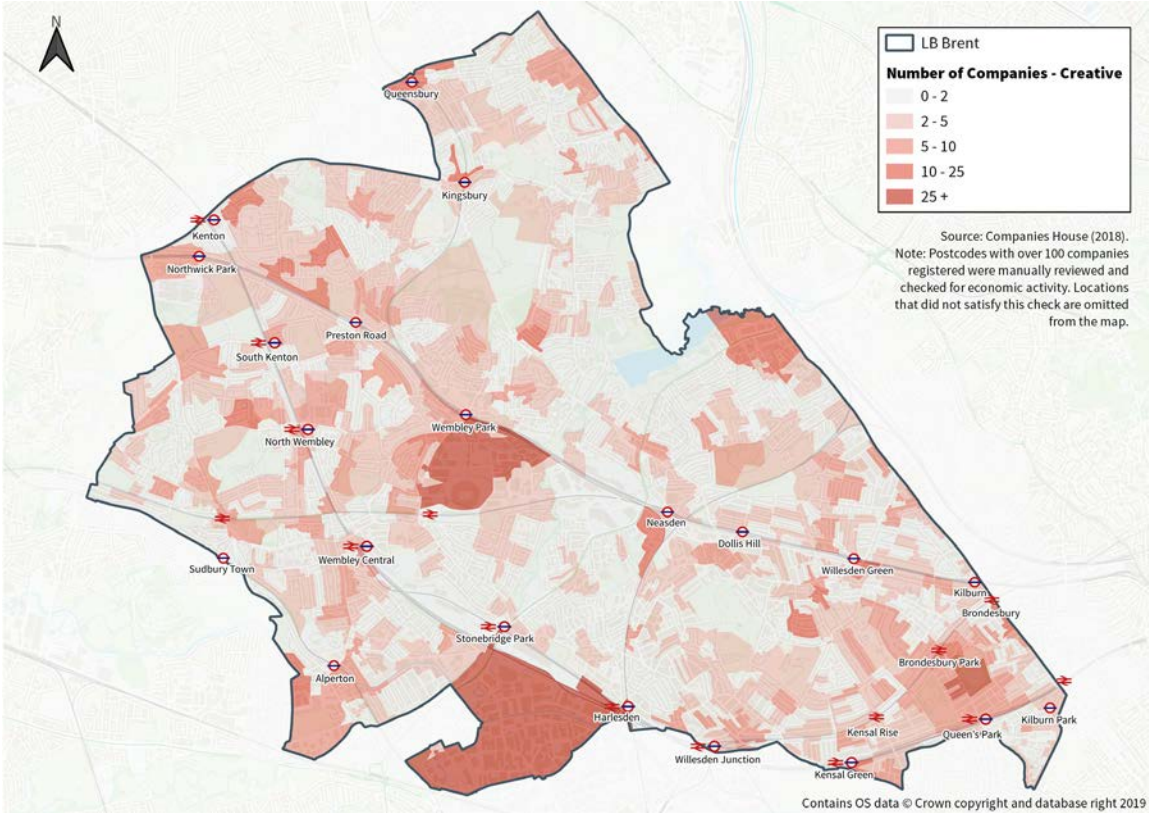 N
LB Brent
Number of Companies - Creative
0 - 2
2 - 5
5 - 10
10 - 25
25 +
Source: Companies House (2018).
Note: Postcodes with over 100 companies
registered were manually reviewed and
checked for economic activity. Locations
that did not satisfy this check are omitted
from the map.
Queensbury
Kingsbury
Kenton
Northwick Park
Preston Road
South Kenton
Wembley Park
North Wembley
Neasden
Dollis Hill
Wembley Central
Sudbury Town
Willesden Green
Kilburn
Brondesbury
Stonebridge Park
Brondesbury Park
Alperton
Harlesden
Kilburn Park
Kensal Rise
Queen's Park
Willesden Junction
Kensal Green
Contains OS data © Crown copyright and database right 2019